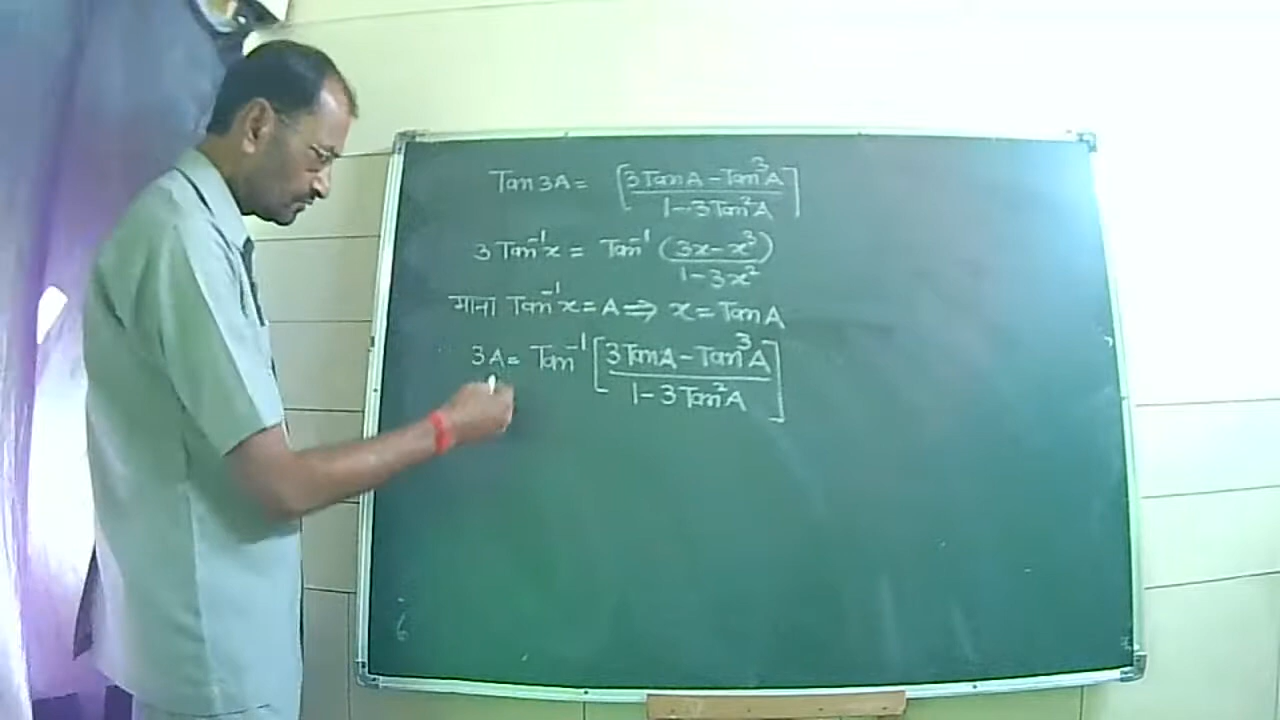 Tan 3A = [3 Tan A - Tan³A / 1 - 3 Tan²A]
3 Tan⁻¹x = Tan⁻¹ (3x - x³ / 1 - 3x²)
माना Tan⁻¹x = A ⇒ x = Tan A
3A = Tan⁻¹ [3 Tan A - Tan³A / 1 - 3 Tan²A]